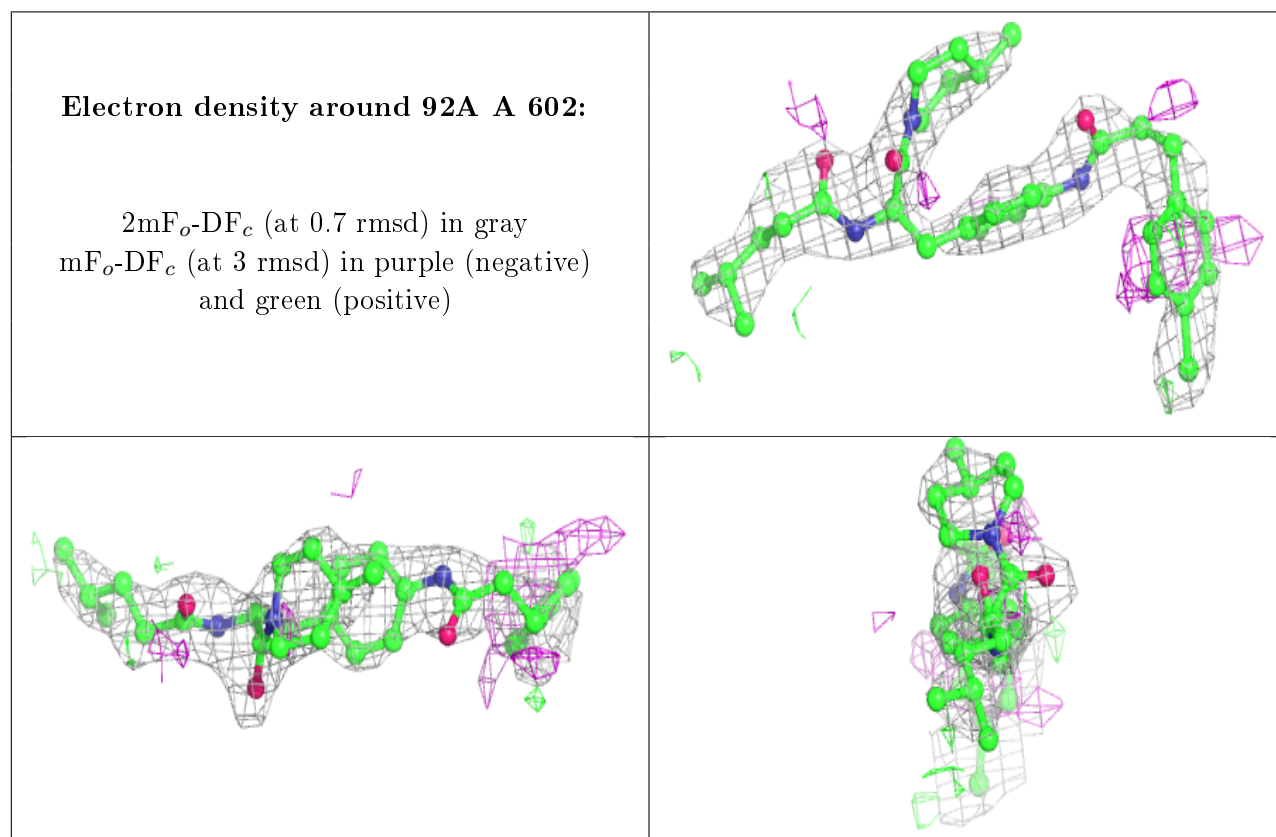 Electron density around 92A A 602:
2mFₒ-DF𝒸 (at 0.7 rmsd) in gray
mFₒ-DF𝒸 (at 3 rmsd) in purple (negative)
and green (positive)